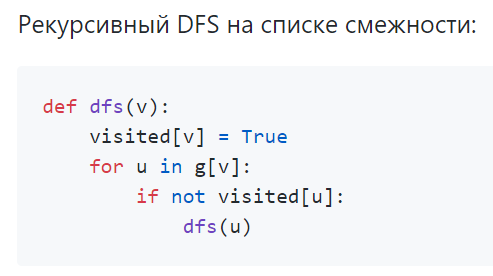 Рекурсивный DFS на списке смежности:
def dfs(v):
    visited[v] = True
    for u in g[v]:
        if not visited[u]:
            dfs(u)